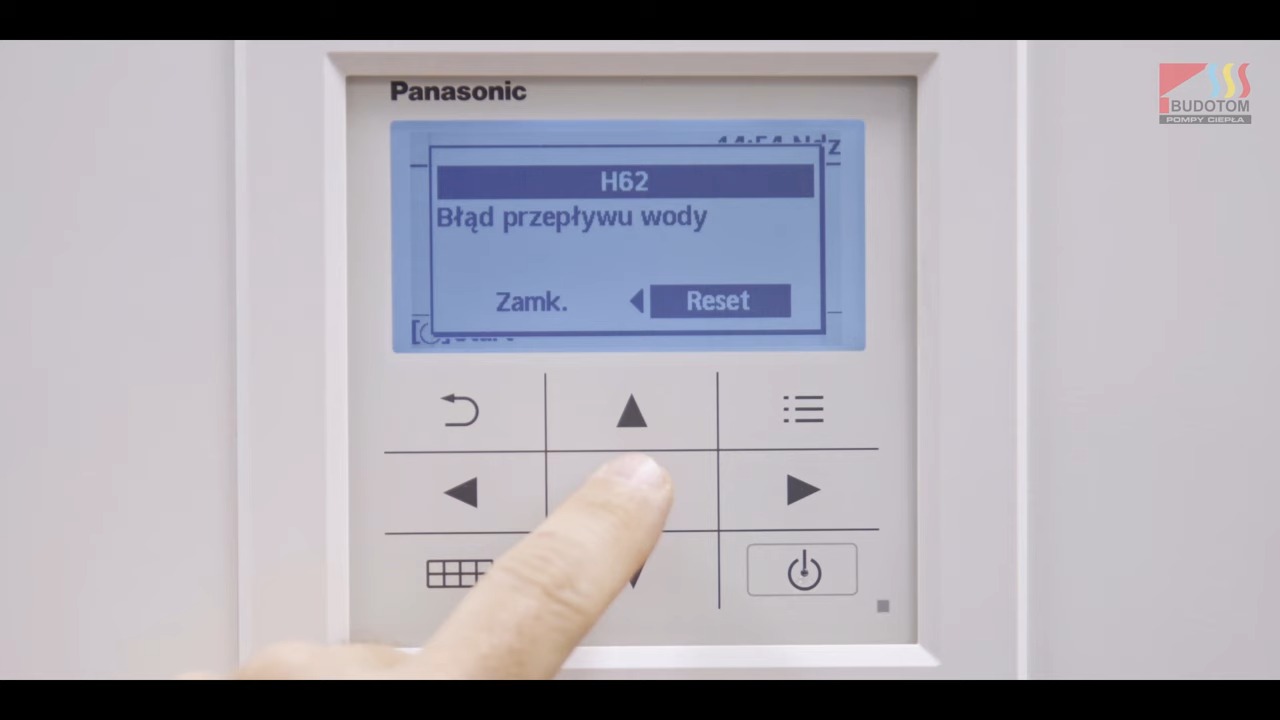 Panasonic
BUDOTOM
POMPY CIEPŁA
H62
Błąd przepływu wody
Zamk.
Reset